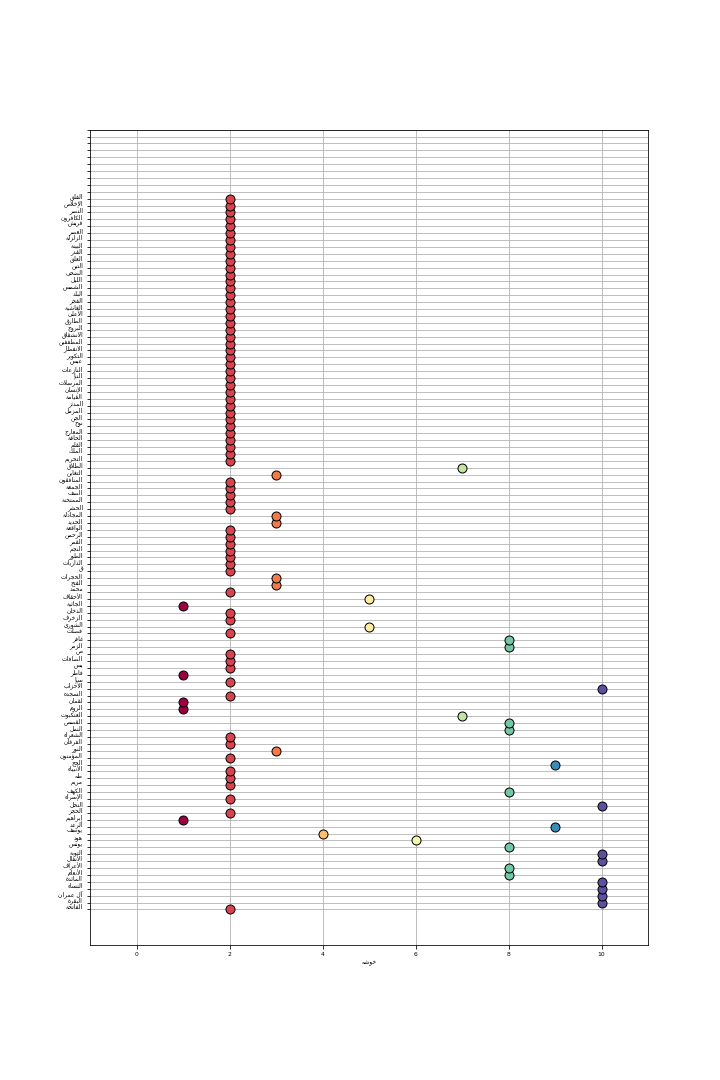 الفلق
الإخلاص
النصر
الكافرون
قريش
العصر
الزلزلة
البينة
القدر
العلق
التين
الضحى
الليل
الشمس
البلد
الفجر
الغاشية
الأعلى
الطارق
البروج
الانشقاق
المطففين
الانفطار
التكوير
عبس
النازعات
النبأ
المرسلات
الإنسان
القيامة
المدثر
المزمل
الجن
نوح
المعارج
الحاقة
القلم
الملك
التحريم
الطلاق
التغابن
المنافقون
الجمعة
الصف
الممتحنة
الحشر
المجادلة
الحديد
الواقعة
الرحمن
القمر
النجم
الطور
الذاريات
ق
الحجرات
الفتح
محمد
الأحقاف
الجاثية
الدخان
الزخرف
الشورى
فصلت
غافر
الزمر
ص
الصافات
يس
فاطر
سبأ
الأحزاب
السجدة
لقمان
الروم
العنكبوت
القصص
النمل
الشعراء
الفرقان
النور
المؤمنون
الحج
الأنبياء
طه
مريم
الكهف
الإسراء
النحل
الحجر
إبراهيم
الرعد
يوسف
هود
يونس
التوبة
الأنفال
الأعراف
الأنعام
المائدة
النساء
آل عمران
البقرة
الفاتحة
0 2 4 6 8 10
خوشه